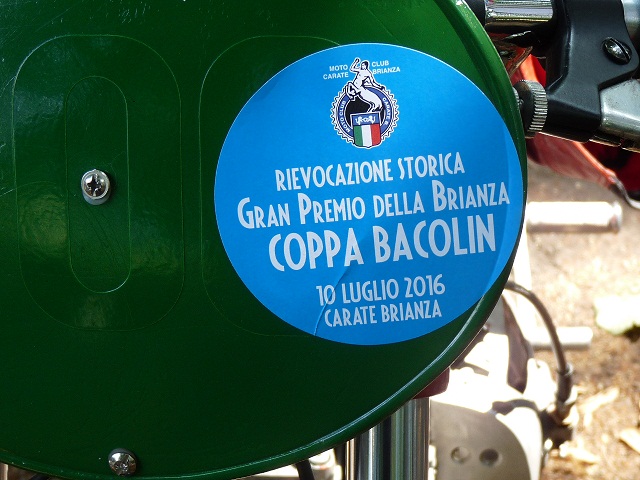 MOTO CLUB
CARATE BRIANZA
RIEVOCAZIONE STORICA
GRAN PREMIO DELLA BRIANZA
COPPA BACOLIN
10 LUGLIO 2016
CARATE BRIANZA